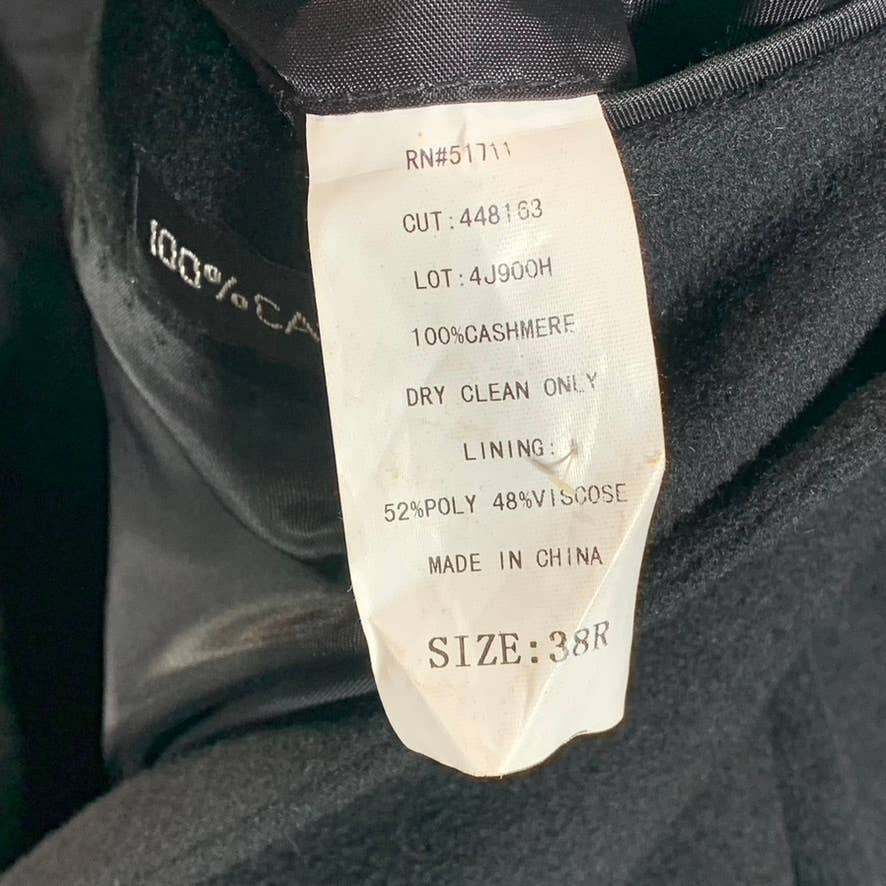 RN#51711
CUT:448163
LOT:4J900H
100%CASHMERE
DRY CLEAN ONLY
LINING:
52%POLY 48%VISCOSE
MADE IN CHINA
SIZE:38R
100%CA